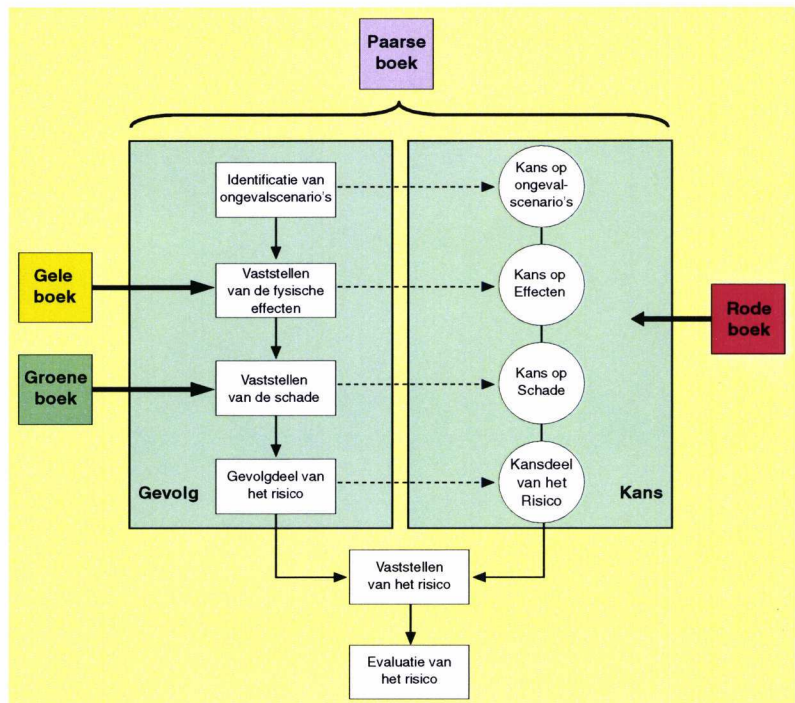 Paarse
boek
Identificatie van
ongevalscenario's
Kans op
ongeval-
scenario's
Gele
boek
Vaststellen
van de fysische
effecten
Kans op
Effecten
Rode
boek
Groene
boek
Vaststellen
van de schade
Kans op
Schade
Gevolg
Gevolgdeel van
het risico
Kansdeel
van het
Risico
Kans
Vaststellen
van het risico
Evaluatie van
het risico